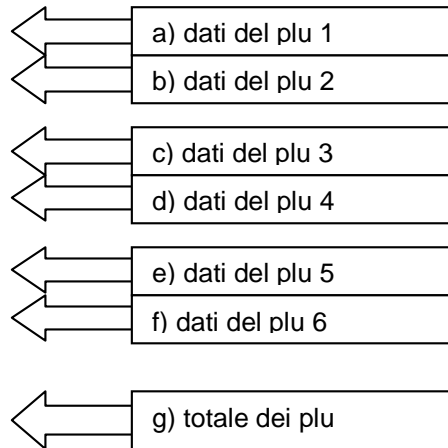 a) dati del plu 1
b) dati del plu 2
c) dati del plu 3
d) dati del plu 4
e) dati del plu 5
f) dati del plu 6
g) totale dei plu